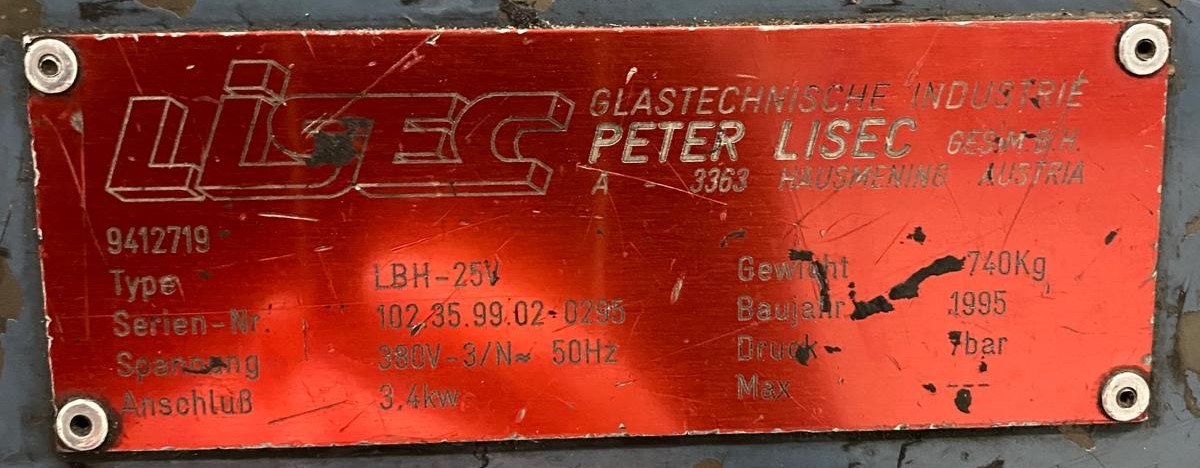 LiSEC
GLASTECHNISCHE INDUSTRIE
PETER LISEC GES.M.B.H.
A - 3363 HAUSMENING AUSTRIA
9412719
Type LBH-25V
Serien-Nr. 102.35.99.02-0295
Spannung 380V-3/N≈ 50Hz
Anschluß 3,4kw
Gewicht 740Kg
Baujahr 1995
Druck 7bar
Max ---